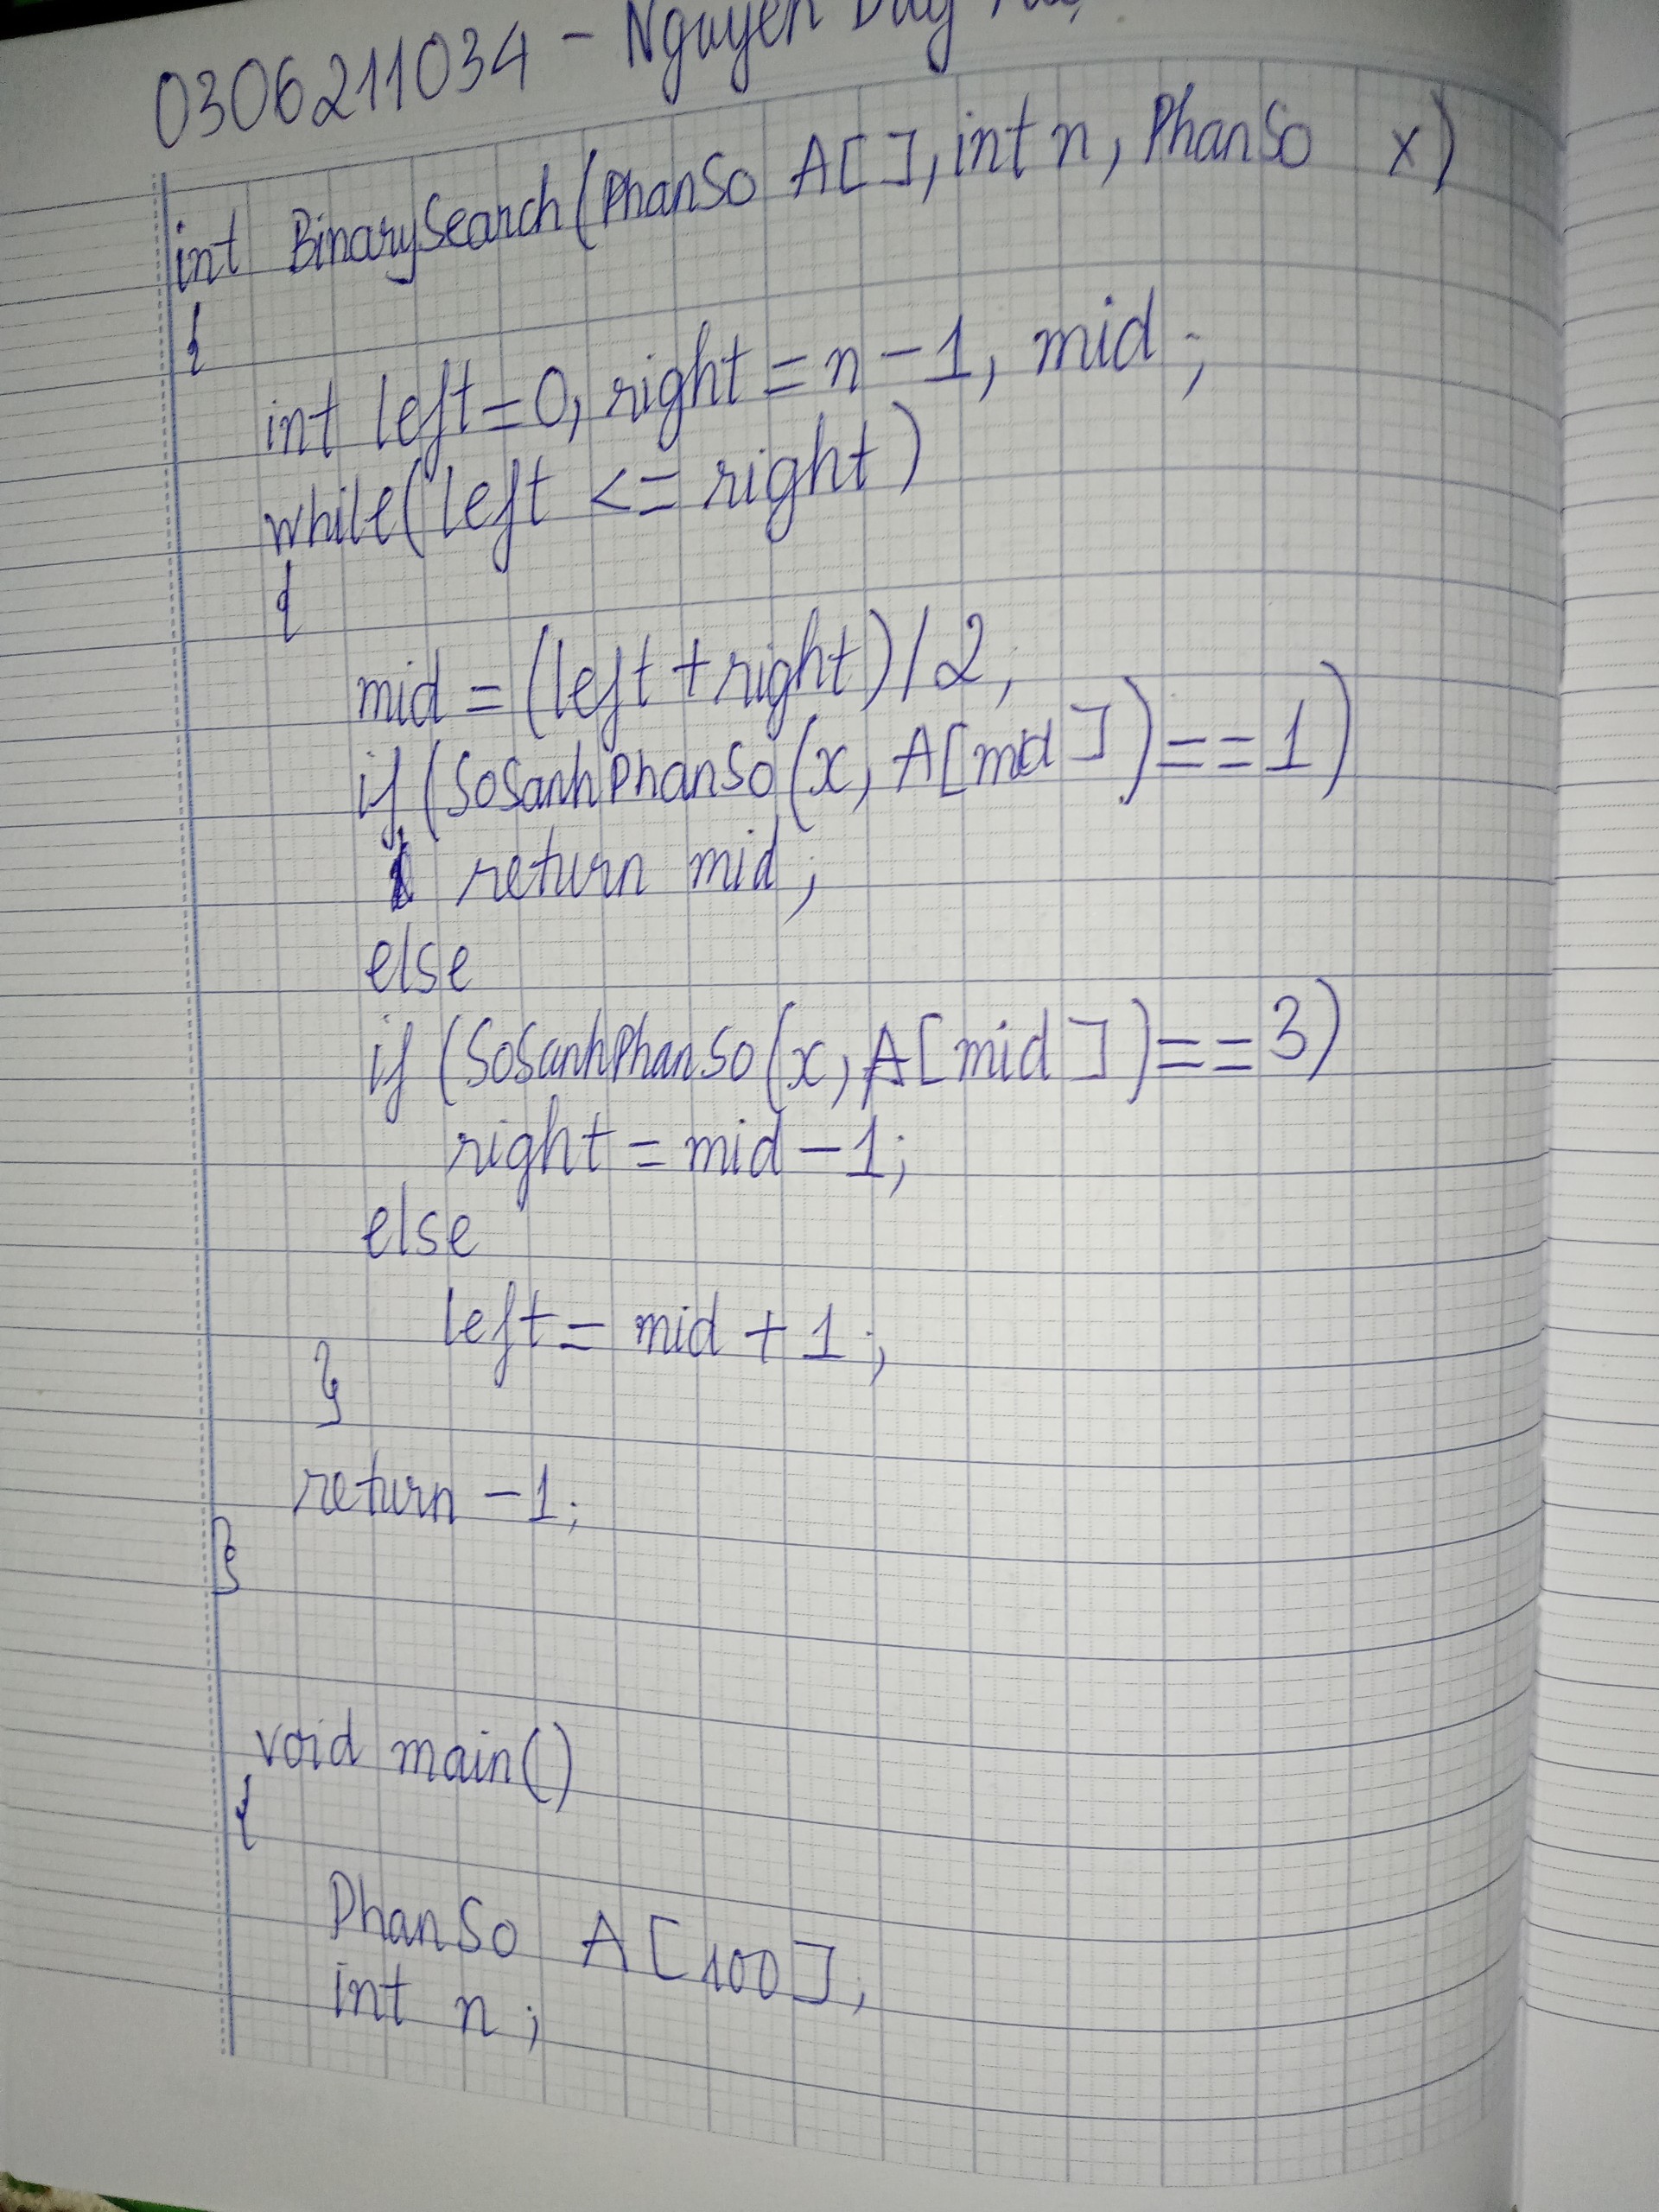 0306211034 - Nguyen Duy
int BinarySearch(PhanSo A[], int n, PhanSo x)
{
int left=0, right=n-1, mid;
while(left <= right)
{
mid = (left+right)/2;
if(SoSanhPhanSo(x, A[mid])==1)
return mid;
else
if (SoSanhPhanSo(x, A[mid])==3)
right = mid-1;
else
left = mid + 1;
}
return -1;
}
void main()
{
PhanSo A[100];
int n;